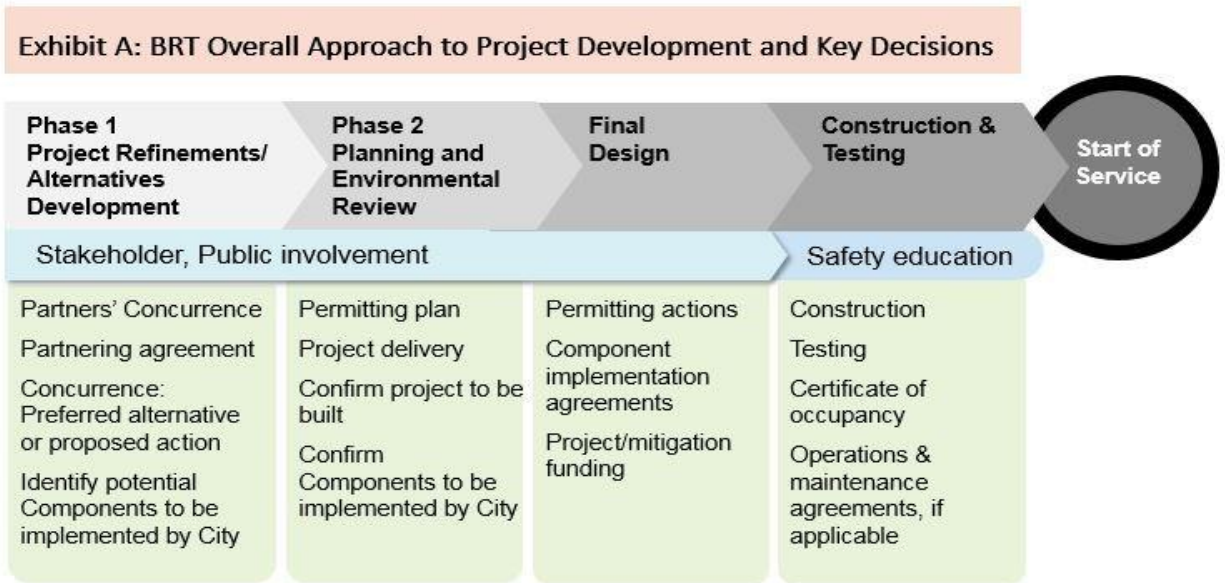 Exhibit A: BRT Overall Approach to Project Development and Key Decisions
Phase 1
Project Refinements/
Alternatives
Development
Phase 2
Planning and
Environmental
Review
Final
Design
Construction &
Testing
Start of
Service
Stakeholder, Public involvement
Safety education
Partners' Concurrence
Partnering agreement
Concurrence:
Preferred alternative
or proposed action
Identify potential
Components to be
implemented by City
Permitting plan
Project delivery
Confirm project to be
built
Confirm
Components to be
implemented by City
Permitting actions
Component
implementation
agreements
Project/mitigation
funding
Construction
Testing
Certificate of
occupancy
Operations &
maintenance
agreements, if
applicable